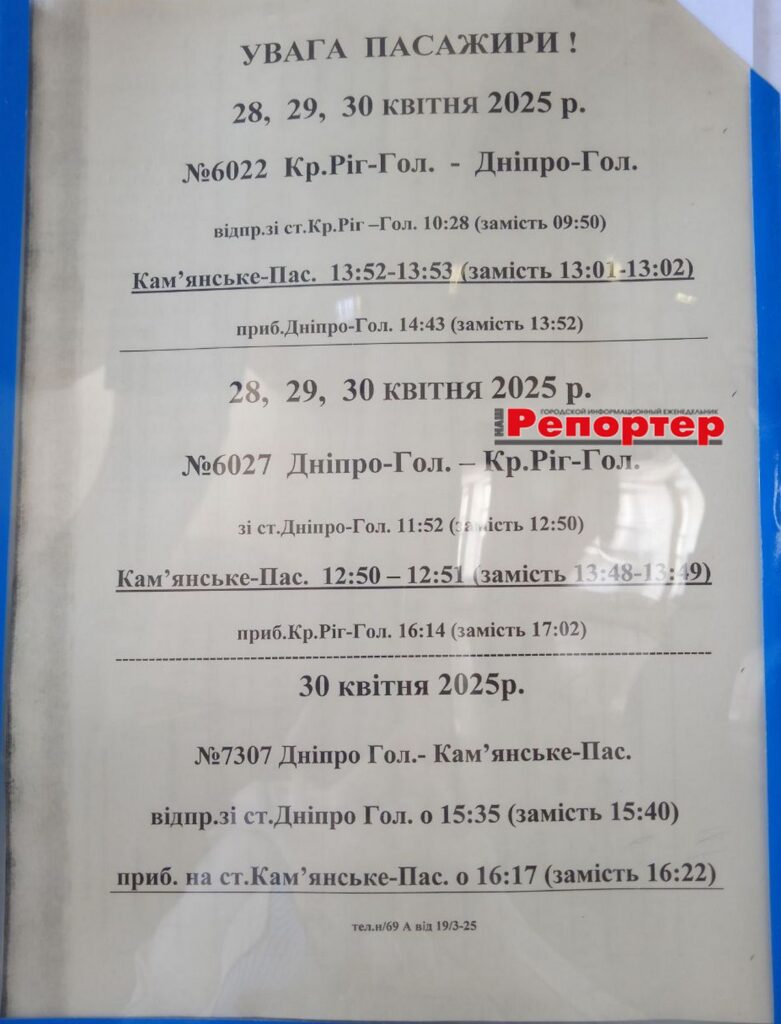 УВАГА ПАСАЖИРИ !
28, 29, 30 квітня 2025 р.
№6022 Кр.Ріг-Гол. - Дніпро-Гол.
відпр.зі ст.Кр.Ріг –Гол. 10:28 (замість 09:50)
Кам’янське-Пас. 13:52-13:53 (замість 13:01-13:02)
приб.Дніпро-Гол. 14:43 (замість 13:52)
28, 29, 30 квітня 2025 р.
ГОРОДСКОЙ ИНФОРМАЦИОННЫЙ ЕЖЕНЕДЕЛЬНИК
НАШ Репортер
№6027 Дніпро-Гол. – Кр.Ріг-Гол.
зі ст.Дніпро-Гол. 11:52 (замість 12:50)
Кам’янське-Пас. 12:50 – 12:51 (замість 13:48-13:49)
приб.Кр.Ріг-Гол. 16:14 (замість 17:02)
30 квітня 2025р.
№7307 Дніпро Гол.- Кам’янське-Пас.
відпр.зі ст.Дніпро Гол. о 15:35 (замість 15:40)
приб. на ст.Кам’янське-Пас. о 16:17 (замість 16:22)
тел.н/69 А від 19/3-25